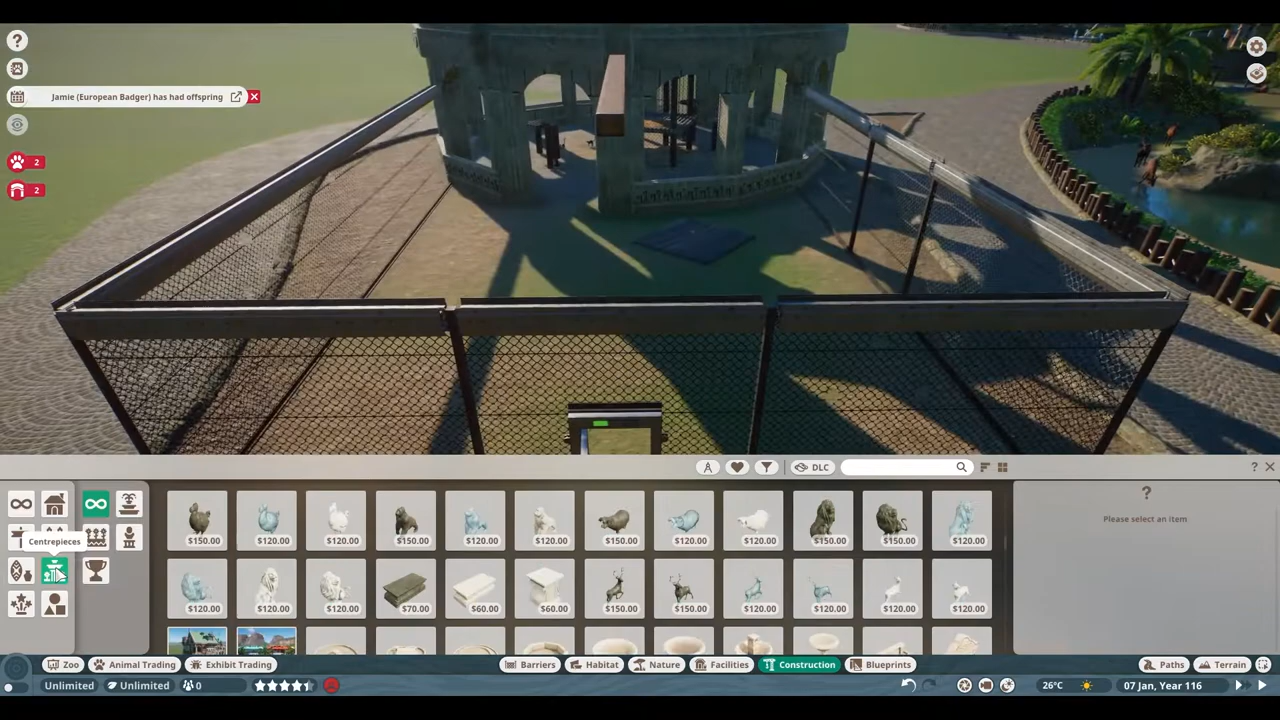 ?
Jamie (European Badger) has had offspring
2
2
DLC
? 
?
Please select an item
$150.00 $120.00 $120.00 $150.00 $120.00 $120.00 $150.00 $120.00 $120.00 $150.00 $150.00 $120.00
Centrepieces
$120.00 $120.00 $120.00 $70.00 $60.00 $60.00 $150.00 $150.00 $120.00 $120.00 $120.00 $120.00
Zoo Animal Trading Exhibit Trading Barriers Habitat Nature Facilities Construction Blueprints Paths Terrain
Unlimited Unlimited 0 26°C 07 Jan, Year 116